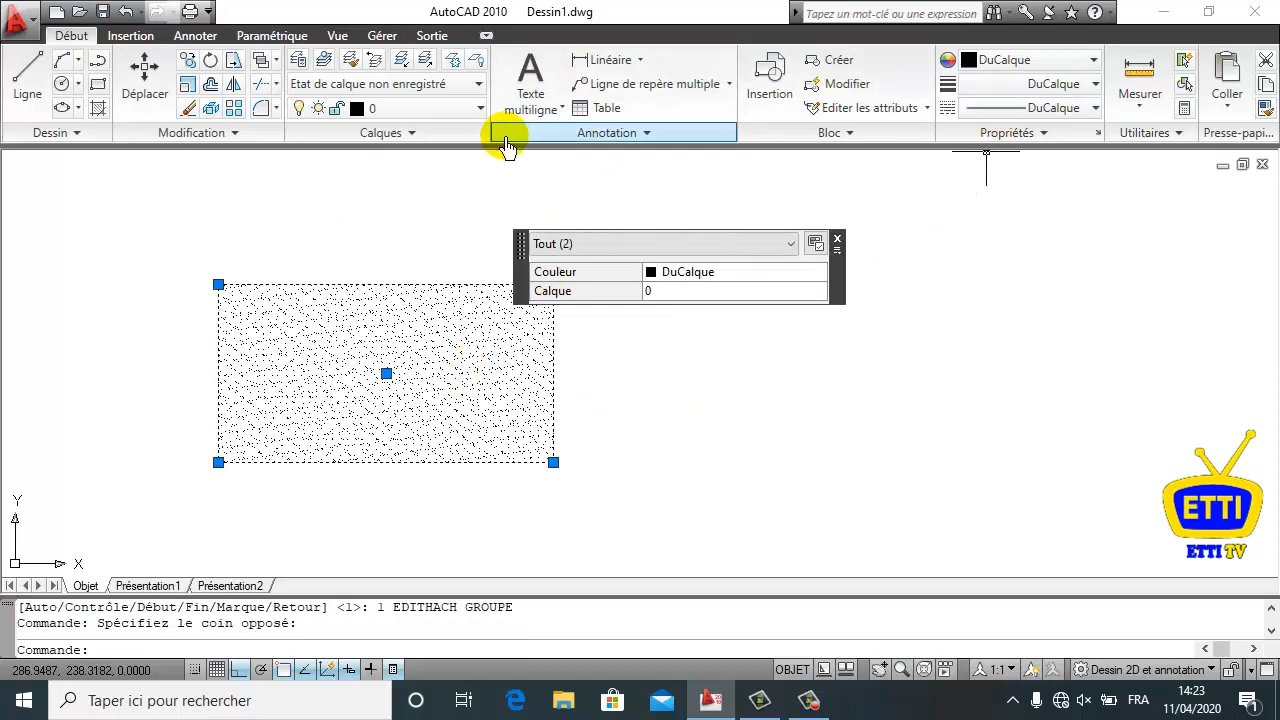 AutoCAD 2010 Dessin1.dwg
Tapez un mot-clé ou une expression
Début Insertion Annoter Paramétrique Vue Gérer Sortie
Ligne
Déplacer
Etat de calque non enregistré
0
Texte
multiligne
Linéaire
Ligne de repère multiple
Table
Insertion
Créer
Modifier
Editer les attributs
DuCalque
DuCalque
DuCalque
Mesurer
Coller
Dessin Modification Calques Annotation Bloc Propriétés Utilitaires Presse-papi...
Tout (2)
Couleur DuCalque
Calque 0
Y
X
ETTI
ETTI TV
Objet Présentation1 Présentation2
[Auto/Contrôle/Début/Fin/Marque/Retour] <1>: 1 EDITHACH GROUPE
Commande: Spécifiez le coin opposé:
Commande:
286.9487, 238.3182, 0.0000
OBJET
1:1
Dessin 2D et annotation
Taper ici pour rechercher
FRA
14:23
11/04/2020
1